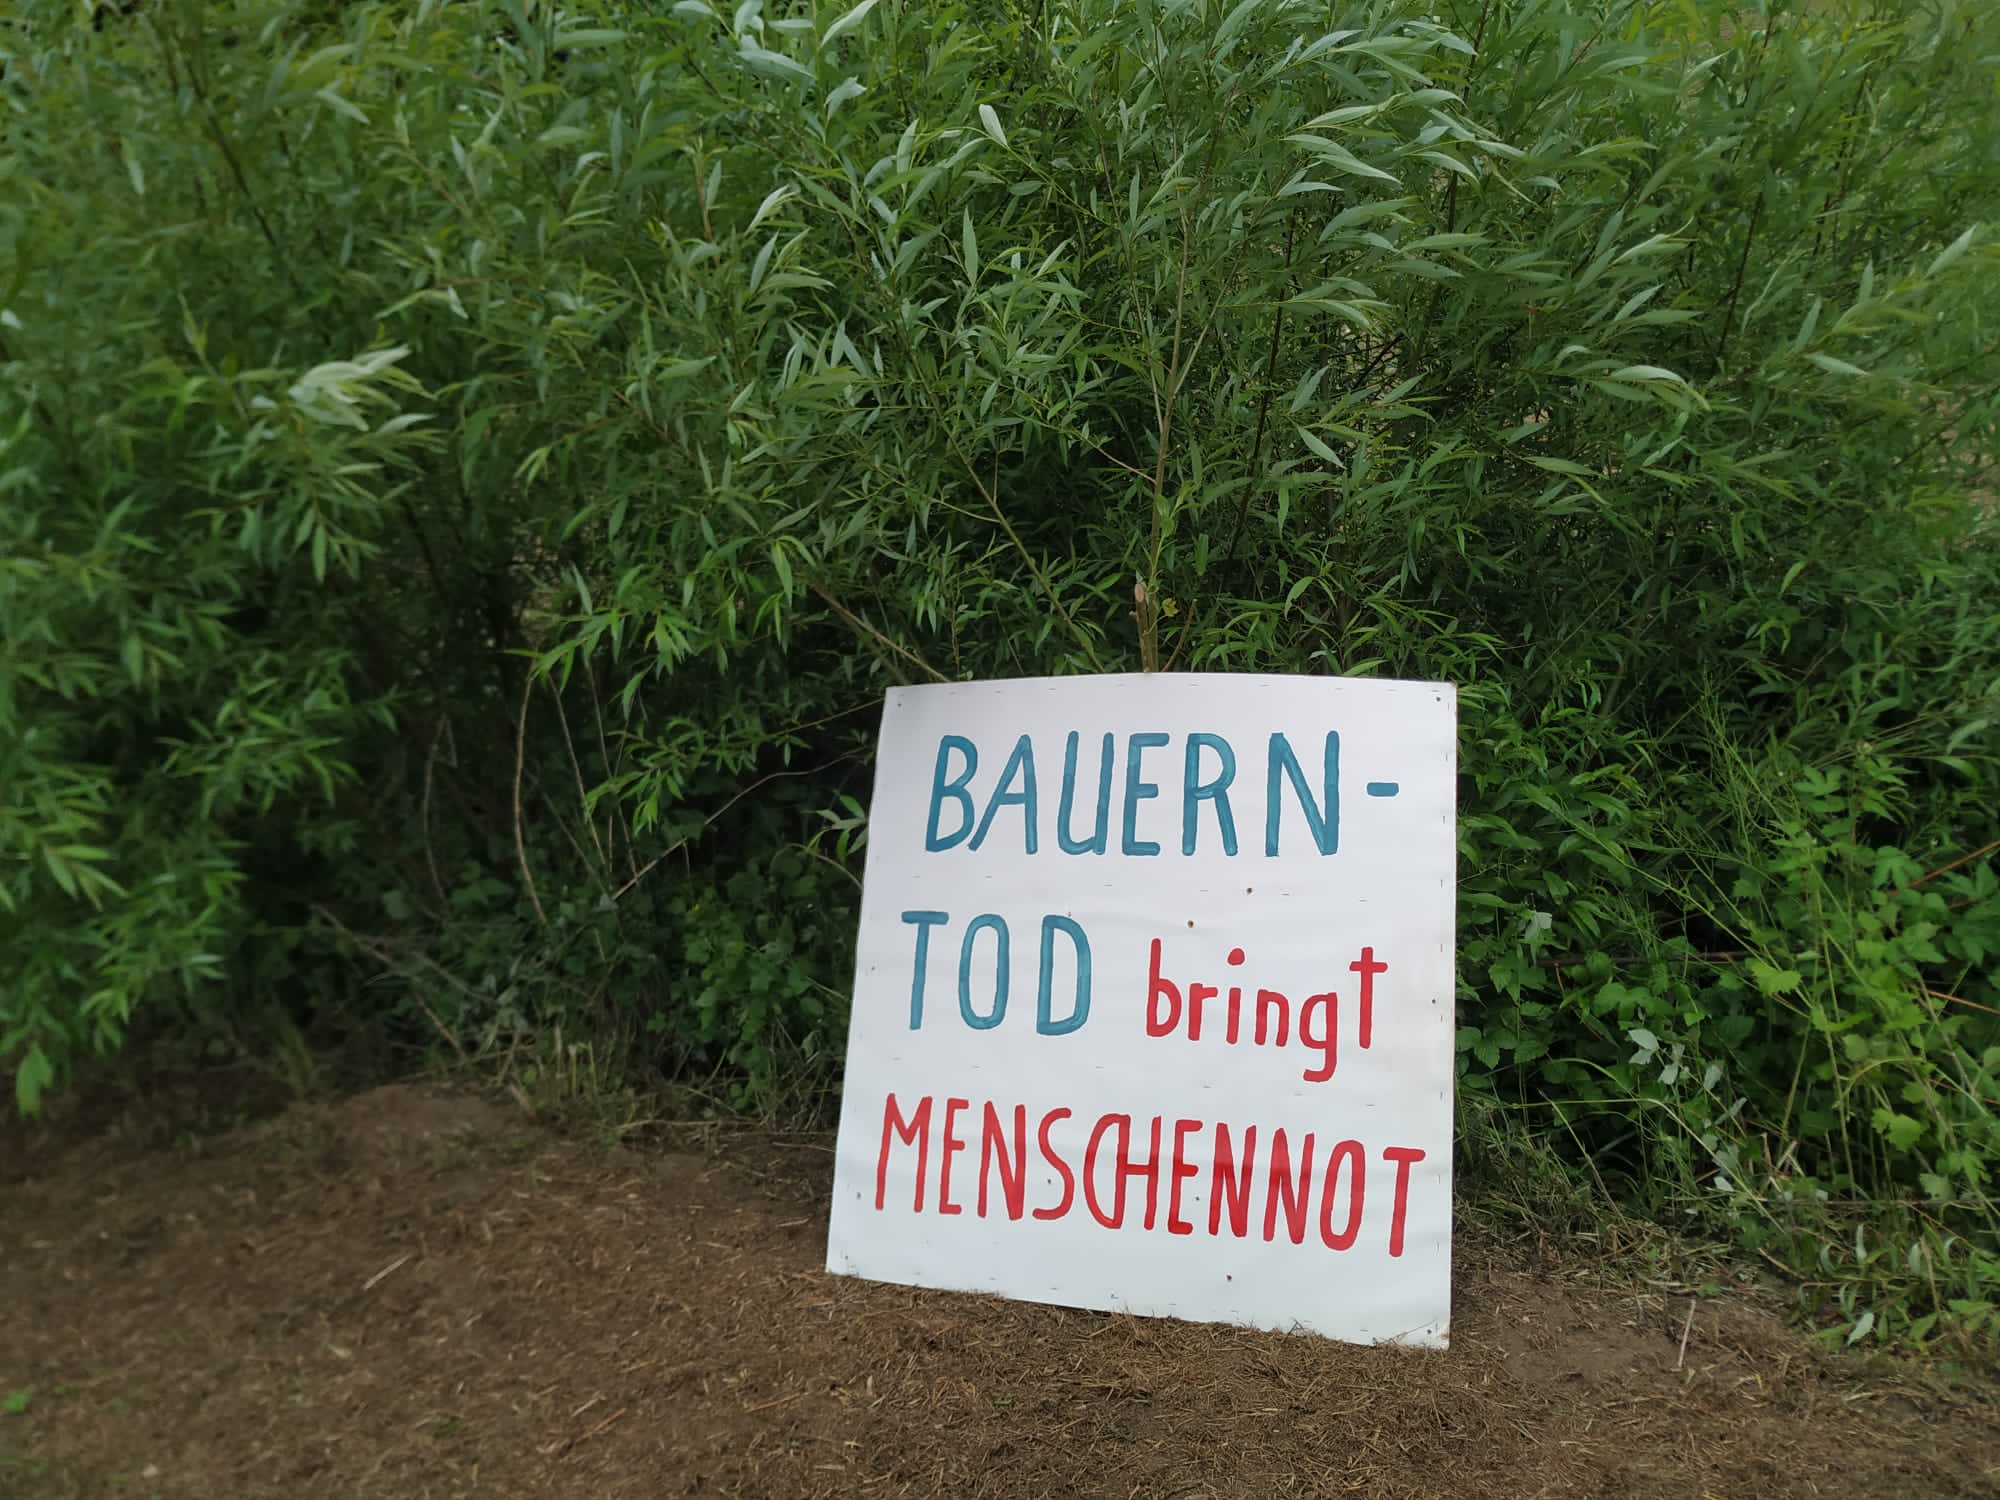 BAUERN-
TOD bringt
MENSCHENNOT